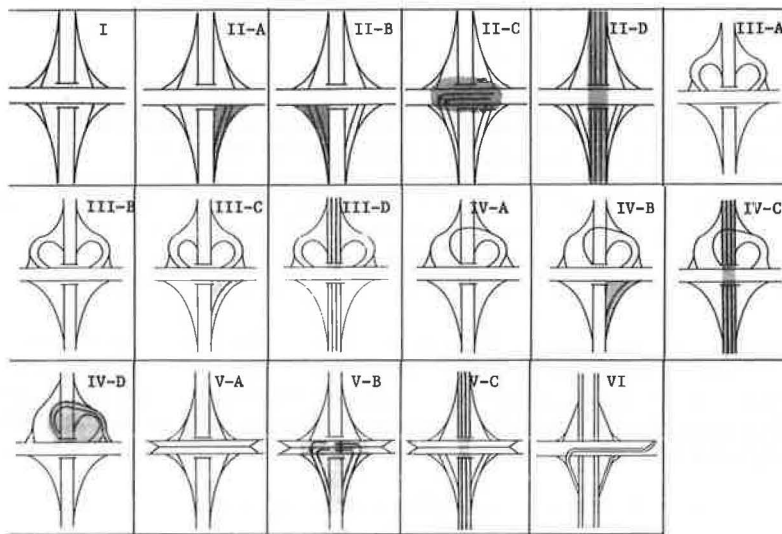 I II-A II-B II-C II-D III-A
III-B III-C III-D IV-A IV-B IV-C
IV-D V-A V-B V-C VI